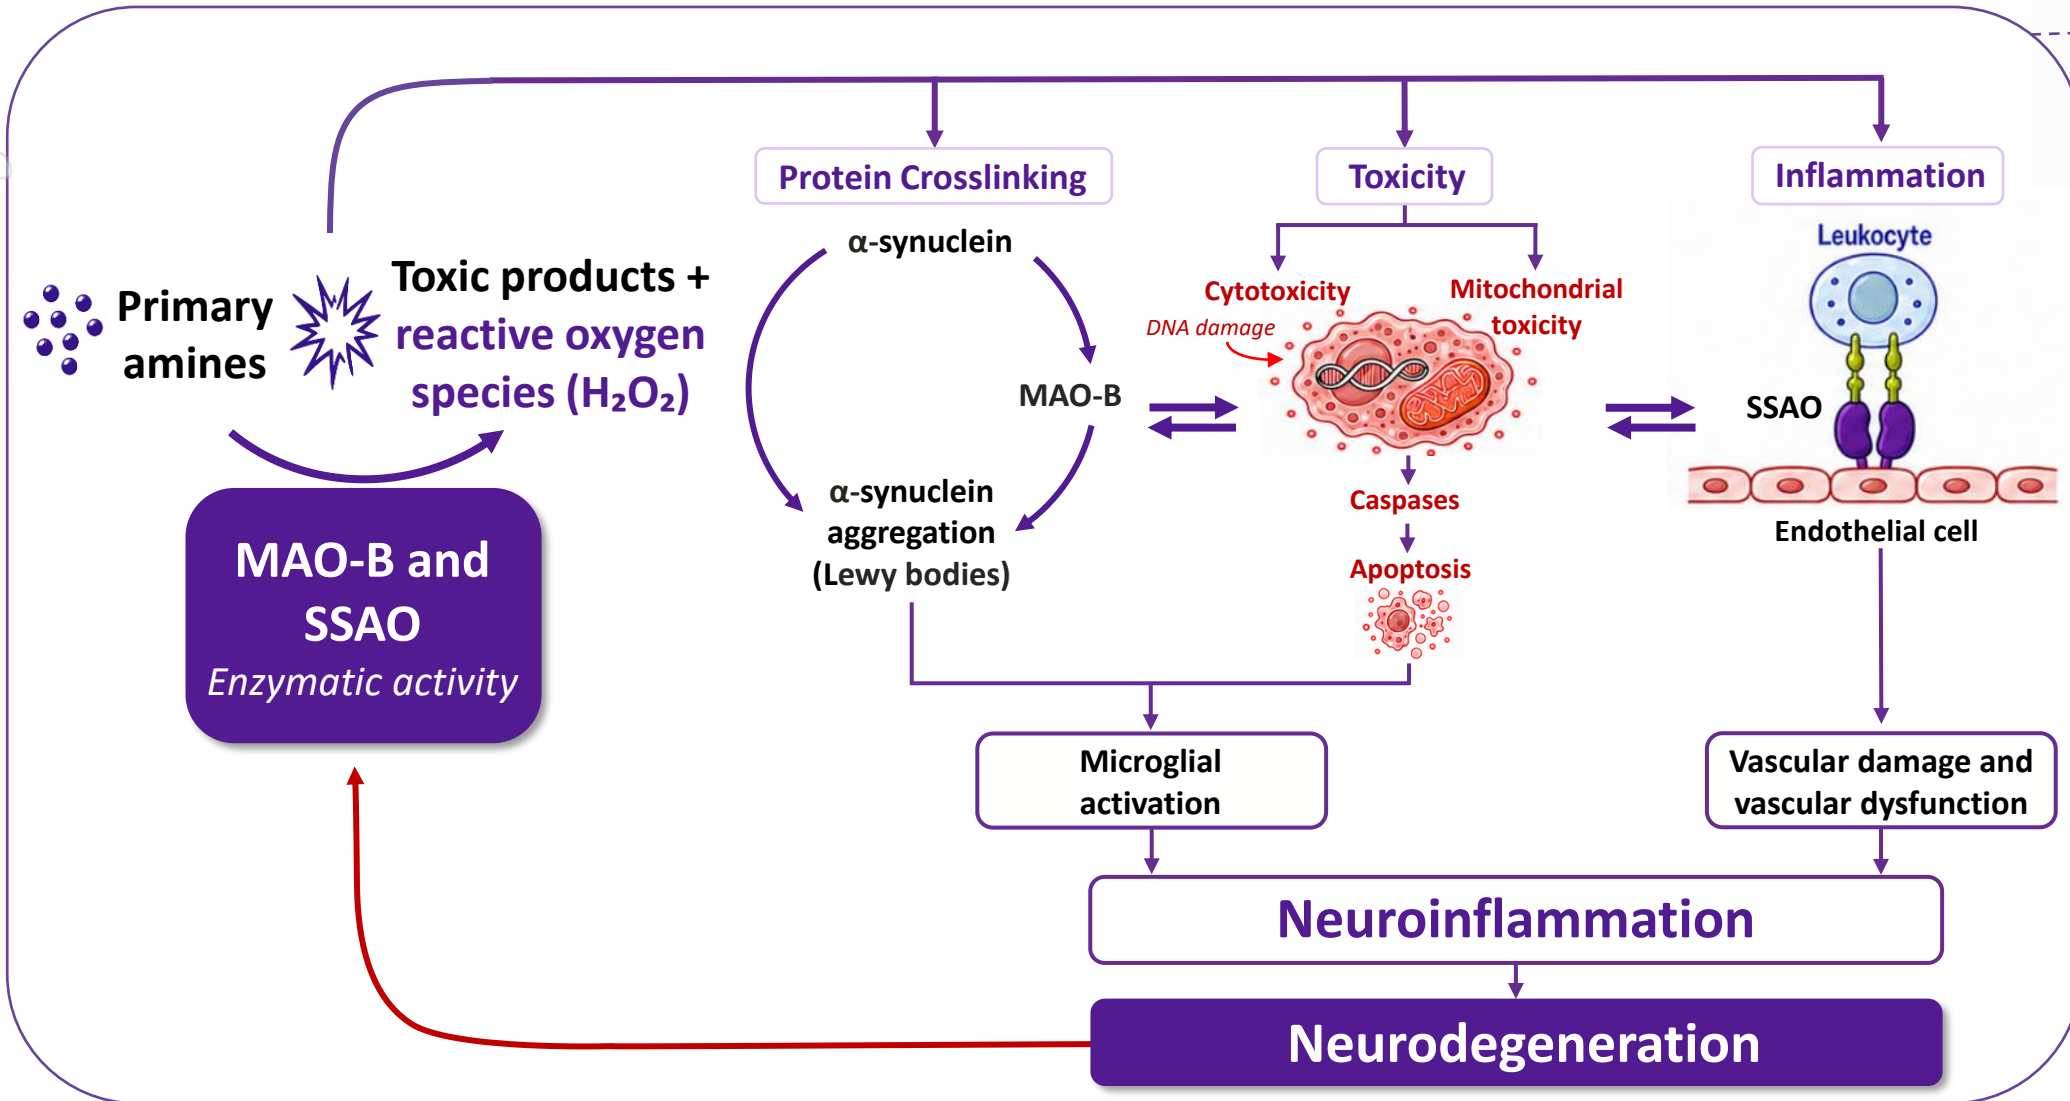 Protein Crosslinking
Toxicity
Inflammation
Primary
amines
Toxic products +
reactive oxygen
species (H₂O₂)
MAO-B and
SSAO
Enzymatic activity
α-synuclein
MAO-B
α-synuclein
aggregation
(Lewy bodies)
Cytotoxicity
DNA damage
Mitochondrial
toxicity
Caspases
Apoptosis
Leukocyte
SSAO
Endothelial cell
Microglial
activation
Vascular damage and
vascular dysfunction
Neuroinflammation
Neurodegeneration